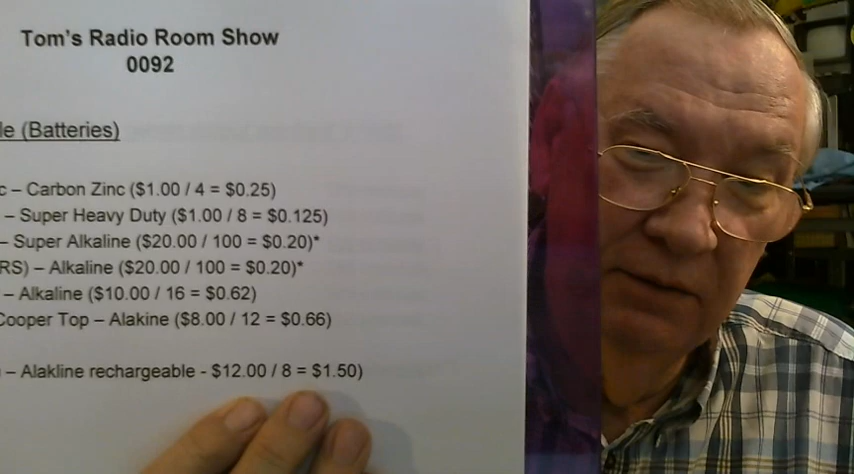 Tom's Radio Room Show
0092
le (Batteries)
c – Carbon Zinc ($1.00 / 4 = $0.25)
– Super Heavy Duty ($1.00 / 8 = $0.125)
– Super Alkaline ($20.00 / 100 = $0.20)*
RS) – Alkaline ($20.00 / 100 = $0.20)*
– Alkaline ($10.00 / 16 = $0.62)
Cooper Top – Alakine ($8.00 / 12 = $0.66)
– Alakline rechargeable - $12.00 / 8 = $1.50)